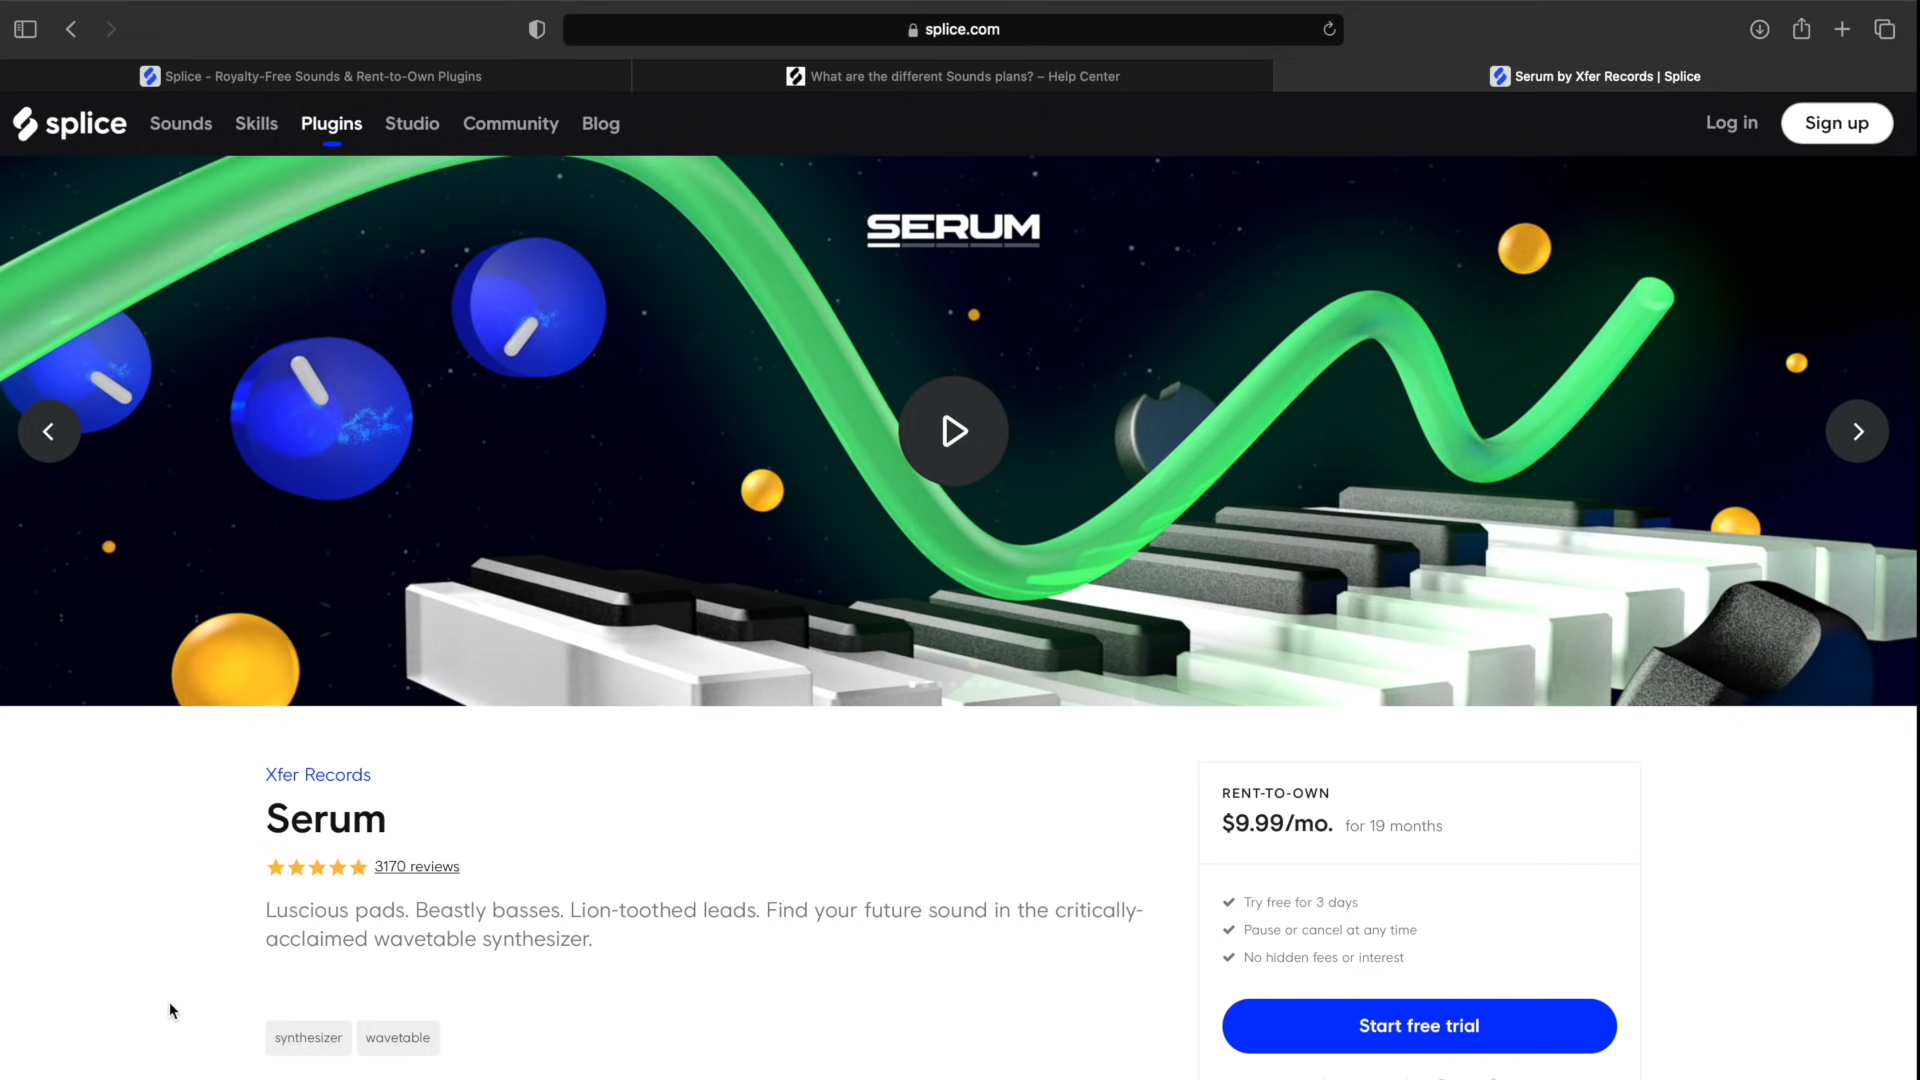 splice.com
Splice - Royalty-Free Sounds & Rent-to-Own Plugins
What are the different Sounds plans? – Help Center
Serum by Xfer Records | Splice
splice Sounds Skills Plugins Studio Community Blog Log in Sign up
SERUM
Xfer Records
Serum
3170 reviews
Luscious pads. Beastly basses. Lion-toothed leads. Find your future sound in the critically-
acclaimed wavetable synthesizer.
synthesizer wavetable
RENT-TO-OWN
$9.99/mo. for 19 months
Try free for 3 days
Pause or cancel at any time
No hidden fees or interest
Start free trial